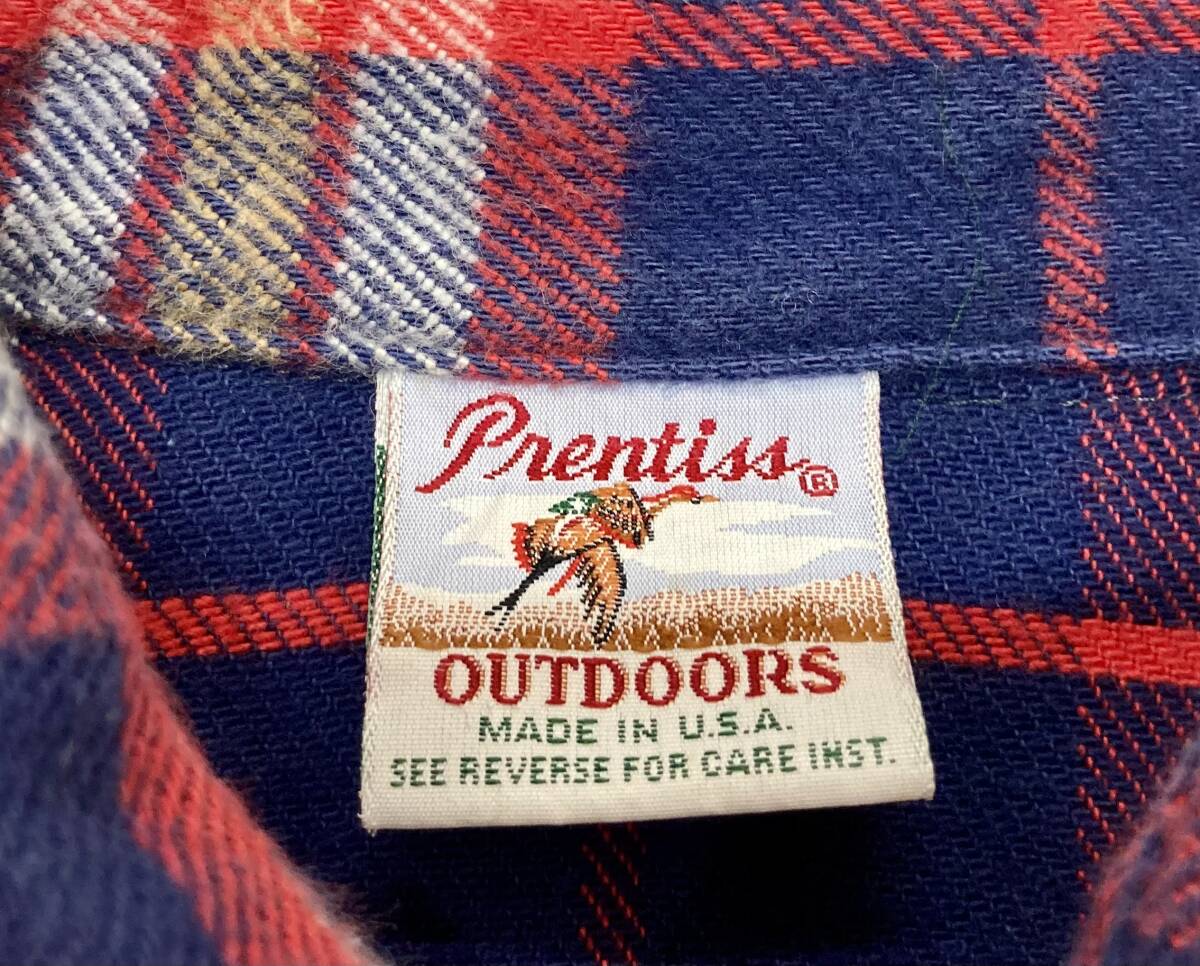 Prentiss®
OUTDOORS
MADE IN U.S.A.
SEE REVERSE FOR CARE INST.